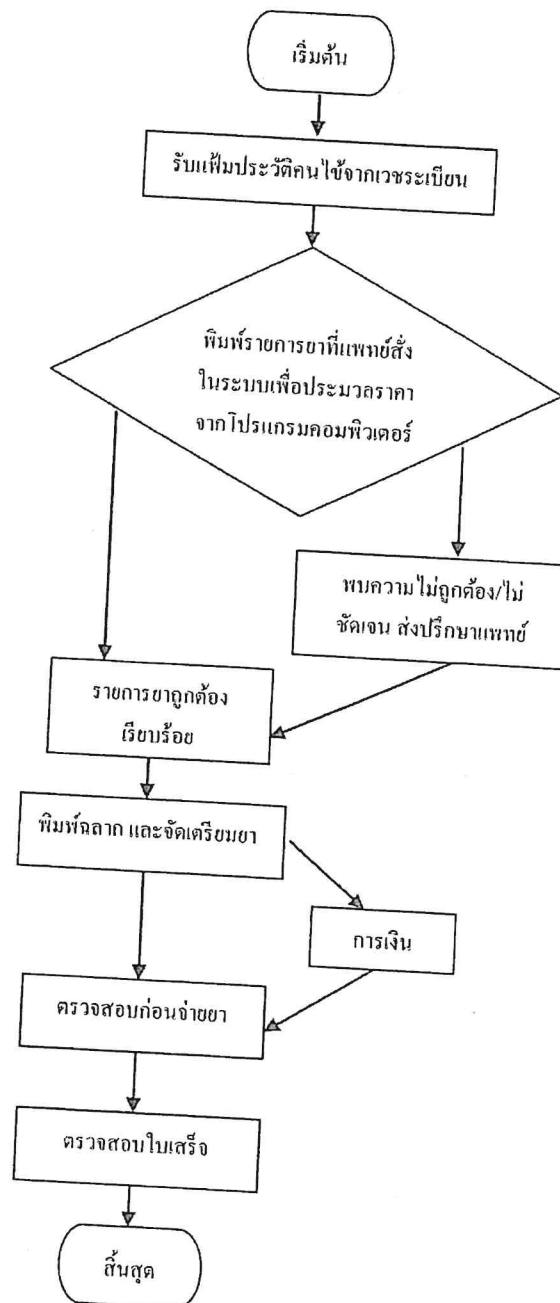 เริ่มต้น
รับแฟ้มประวัติคนไข้จากเวชระเบียน
พิมพ์รายการยาที่แพทย์สั่ง
ในระบบเพื่อประมวลราคา
จากโปรแกรมคอมพิวเตอร์
พบความไม่ถูกต้อง/ไม่
ชัดเจน ส่งปรึกษาแพทย์
รายการยาถูกต้อง
เรียบร้อย
พิมพ์ฉลาก และจัดเตรียมยา
การเงิน
ตรวจสอบก่อนจ่ายยา
ตรวจสอบใบเสร็จ
สิ้นสุด